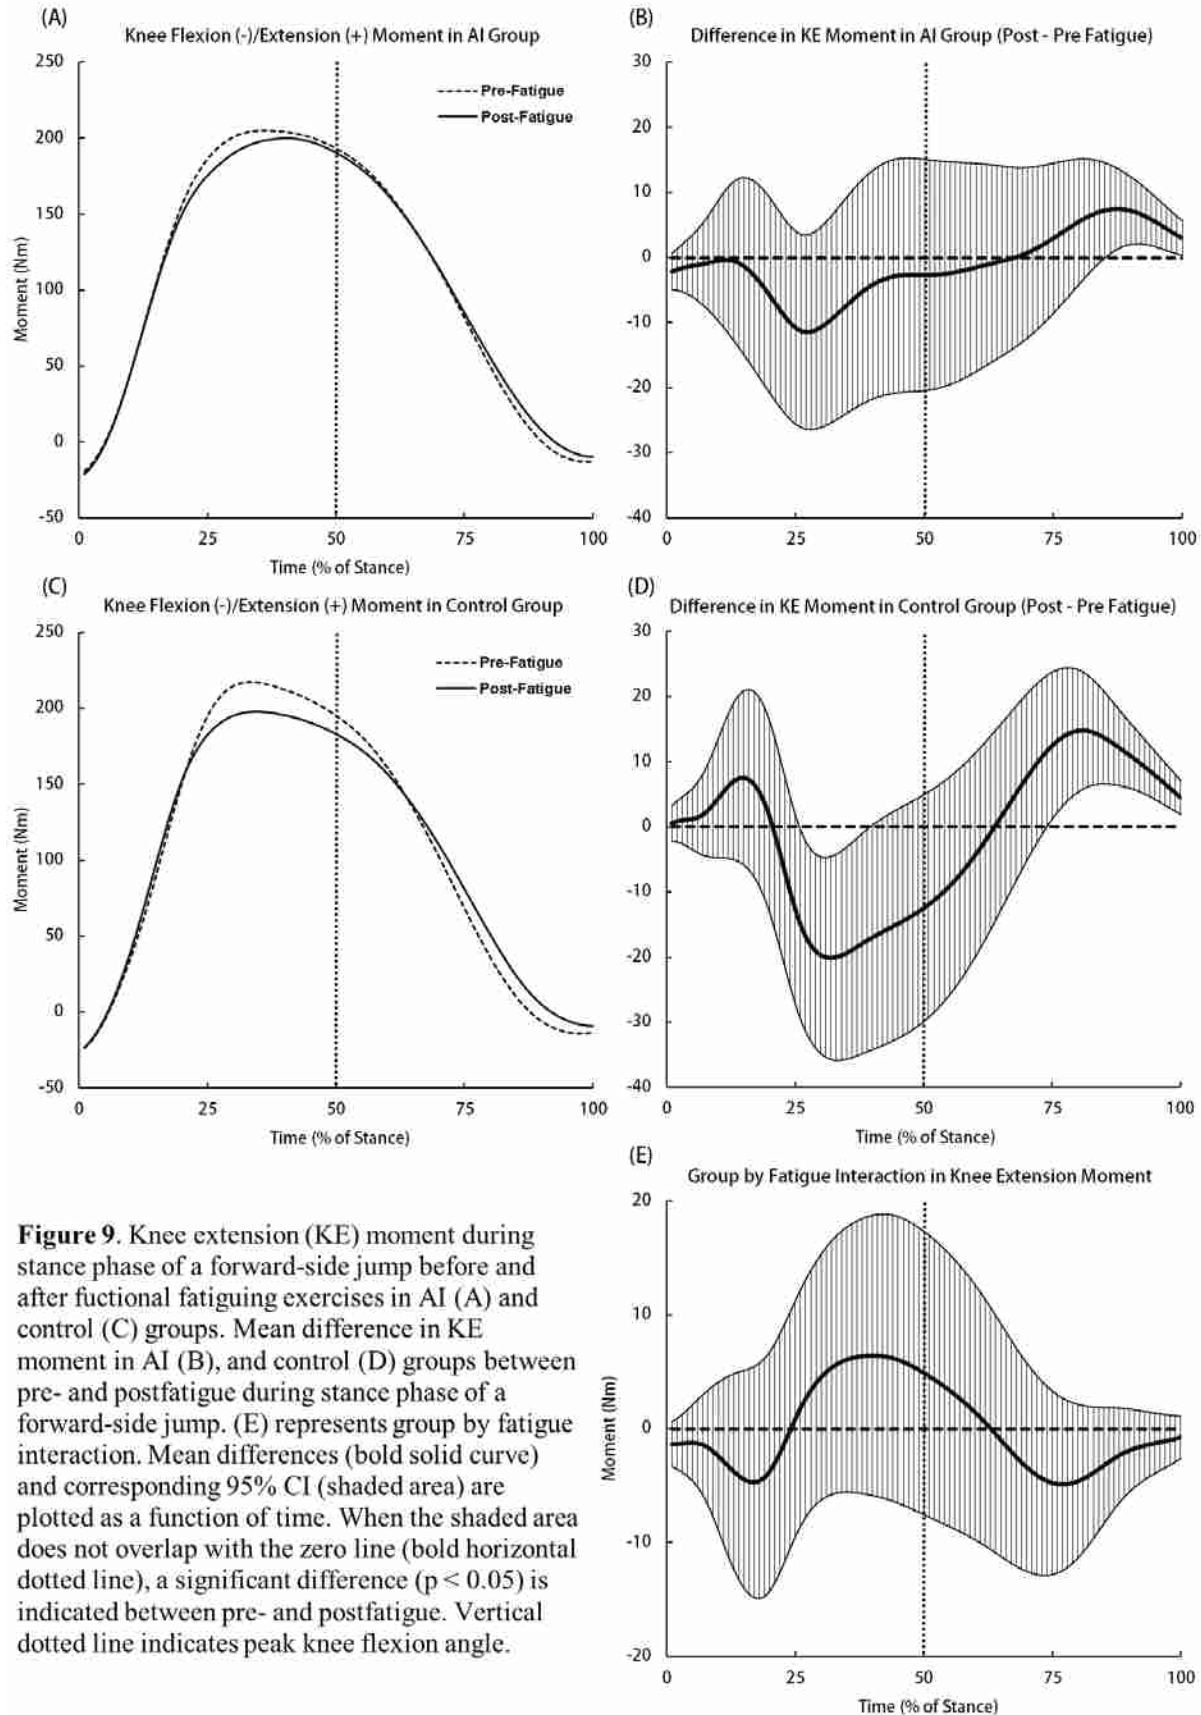 (A)
Knee Flexion (-)/Extension (+) Moment in AI Group
250
200
150
100
50
0
-50
Moment (Nm)
Pre-Fatigue
Post-Fatigue
0 25 50 75 100
Time (% of Stance)
(B)
Difference in KE Moment in AI Group (Post - Pre Fatigue)
30
20
10
0
-10
-20
-30
-40
0 25 50 75 100
(C)
Knee Flexion (-)/Extension (+) Moment in Control Group
250
200
150
100
50
0
-50
Moment (Nm)
Pre-Fatigue
Post-Fatigue
0 25 50 75 100
Time (% of Stance)
(D)
Difference in KE Moment in Control Group (Post - Pre Fatigue)
30
20
10
0
-10
-20
-30
-40
0 25 50 75 100
Time (% of Stance)
(E)
Group by Fatigue Interaction in Knee Extension Moment
20
10
0
-10
-20
Moment (Nm)
0 25 50 75 100
Time (% of Stance)
Figure 9. Knee extension (KE) moment during
stance phase of a forward-side jump before and
after fuctional fatiguing exercises in AI (A) and
control (C) groups. Mean difference in KE
moment in AI (B), and control (D) groups between
pre- and postfatigue during stance phase of a
forward-side jump. (E) represents group by fatigue
interaction. Mean differences (bold solid curve)
and corresponding 95% CI (shaded area) are
plotted as a function of time. When the shaded area
does not overlap with the zero line (bold horizontal
dotted line), a significant difference (p < 0.05) is
indicated between pre- and postfatigue. Vertical
dotted line indicates peak knee flexion angle.